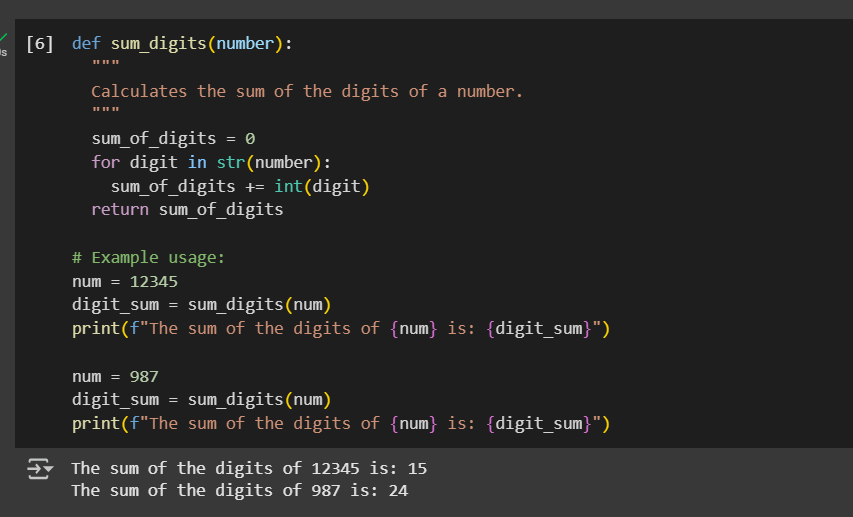 [6] def sum_digits(number):
      """
      Calculates the sum of the digits of a number.
      """
      sum_of_digits = 0
      for digit in str(number):
        sum_of_digits += int(digit)
      return sum_of_digits

    # Example usage:
    num = 12345
    digit_sum = sum_digits(num)
    print(f"The sum of the digits of {num} is: {digit_sum}")

    num = 987
    digit_sum = sum_digits(num)
    print(f"The sum of the digits of {num} is: {digit_sum}")
The sum of the digits of 12345 is: 15
The sum of the digits of 987 is: 24